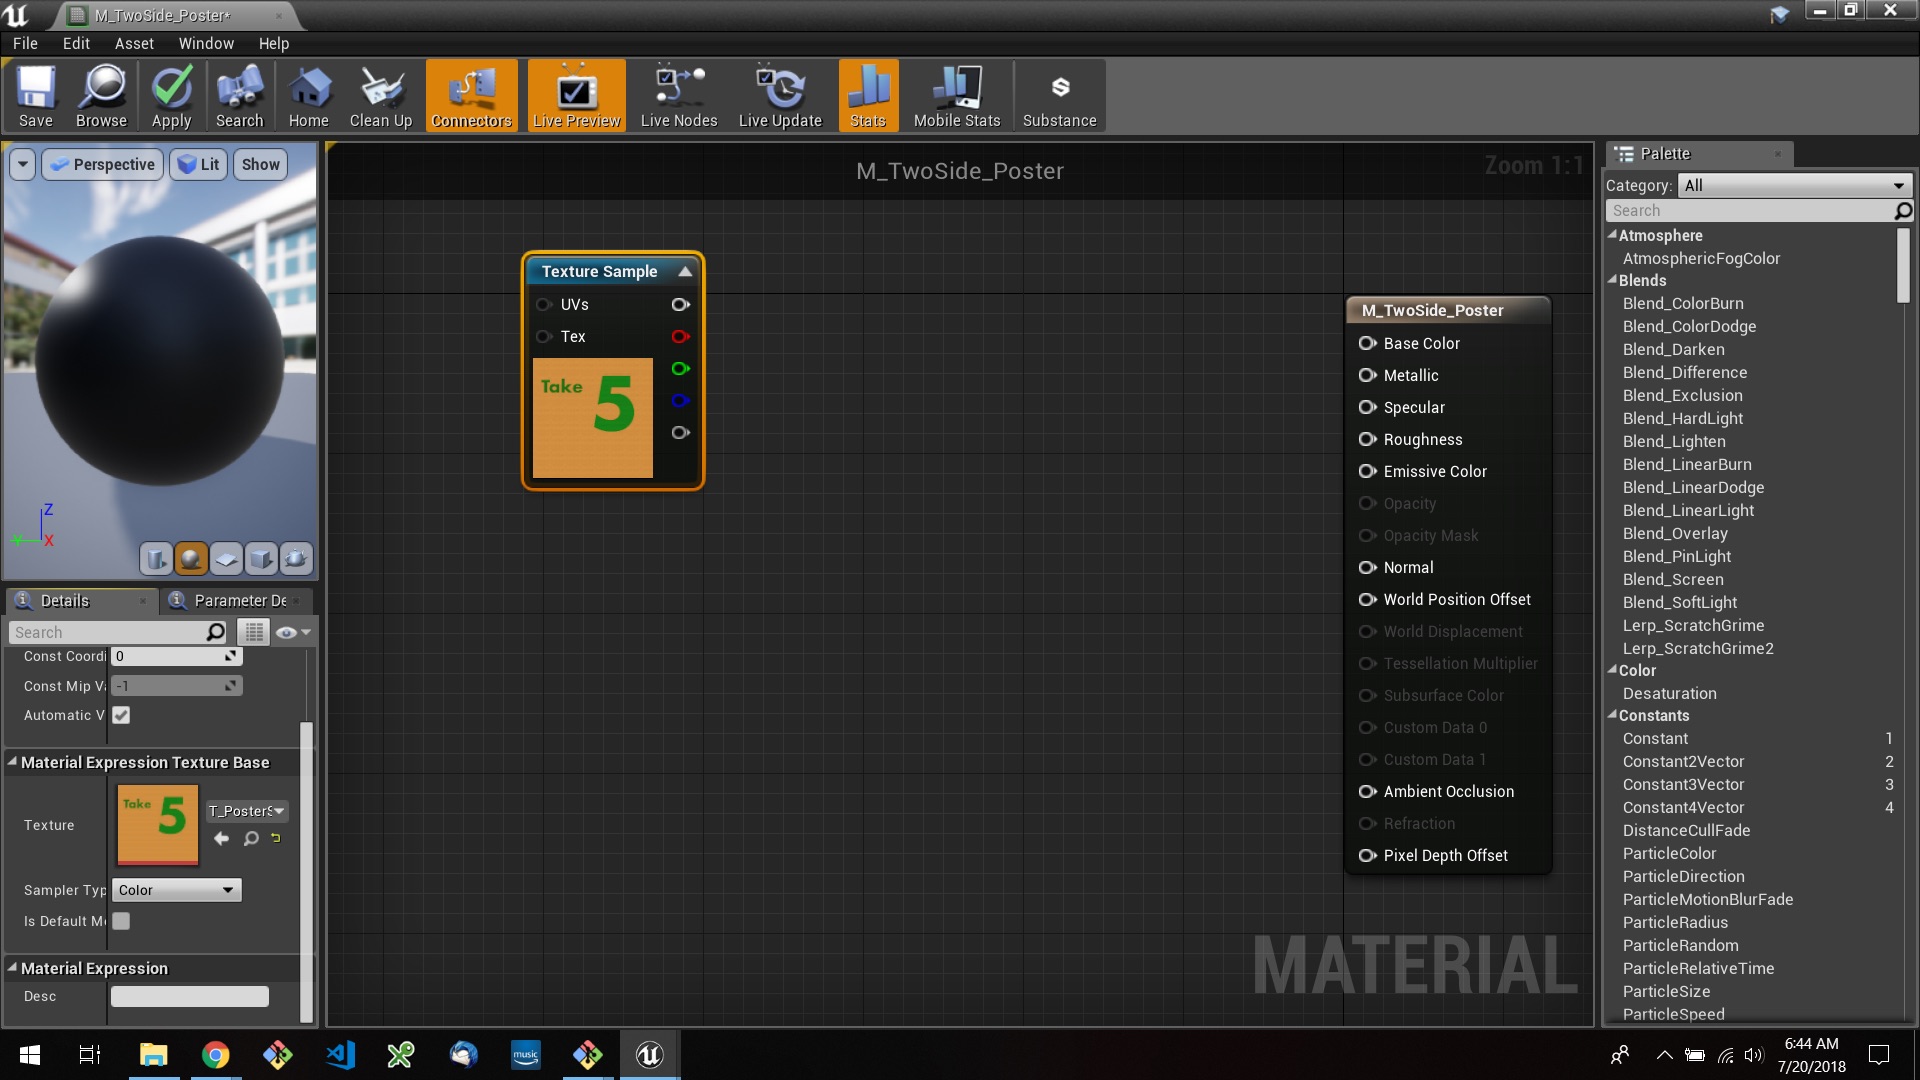 M_TwoSide_Poster*
File Edit Asset Window Help
Save Browse Apply Search Home Clean Up Connectors Live Preview Live Nodes Live Update Stats Mobile Stats Substance
Perspective Lit Show
Z
Y X
M_TwoSide_Poster
Zoom 1:1
Texture Sample
UVs
Tex
Take 5
M_TwoSide_Poster
Base Color
Metallic
Specular
Roughness
Emissive Color
Opacity
Opacity Mask
Normal
World Position Offset
World Displacement
Tessellation Multiplier
Subsurface Color
Custom Data 0
Custom Data 1
Ambient Occlusion
Refraction
Pixel Depth Offset
MATERIAL
Details Parameter De
Search
Const Coordi 0
Const Mip Va -1
Automatic V
Material Expression Texture Base
Texture Take 5 T_PosterS
Sampler Typ Color
Is Default Me
Material Expression
Desc
Palette
Category: All
Search
Atmosphere
AtmosphericFogColor
Blends
Blend_ColorBurn
Blend_ColorDodge
Blend_Darken
Blend_Difference
Blend_Exclusion
Blend_HardLight
Blend_Lighten
Blend_LinearBurn
Blend_LinearDodge
Blend_LinearLight
Blend_Overlay
Blend_PinLight
Blend_Screen
Blend_SoftLight
Lerp_ScratchGrime
Lerp_ScratchGrime2
Color
Desaturation
Constants
Constant 1
Constant2Vector 2
Constant3Vector 3
Constant4Vector 4
DistanceCullFade
ParticleColor
ParticleDirection
ParticleMotionBlurFade
ParticleRadius
ParticleRandom
ParticleRelativeTime
ParticleSize
ParticleSpeed
music
6:44 AM
7/20/2018